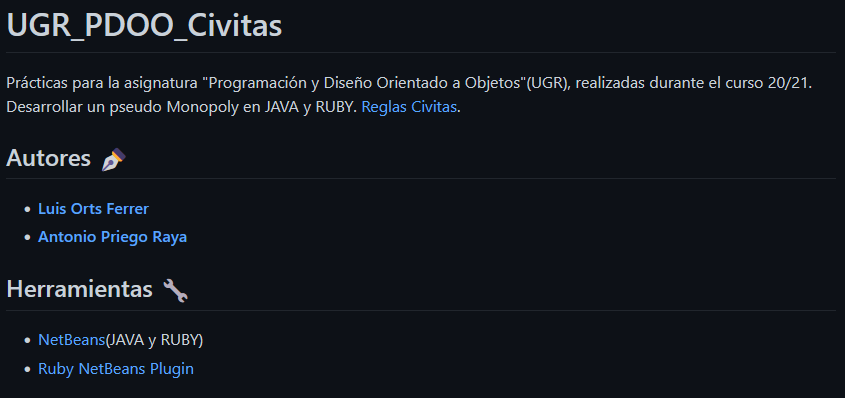 UGR_PDOO_Civitas
Prácticas para la asignatura "Programación y Diseño Orientado a Objetos"(UGR), realizadas durante el curso 20/21.
Desarrollar un pseudo Monopoly en JAVA y RUBY. Reglas Civitas.
Autores
Luis Orts Ferrer
Antonio Priego Raya
Herramientas
NetBeans(JAVA y RUBY)
Ruby NetBeans Plugin